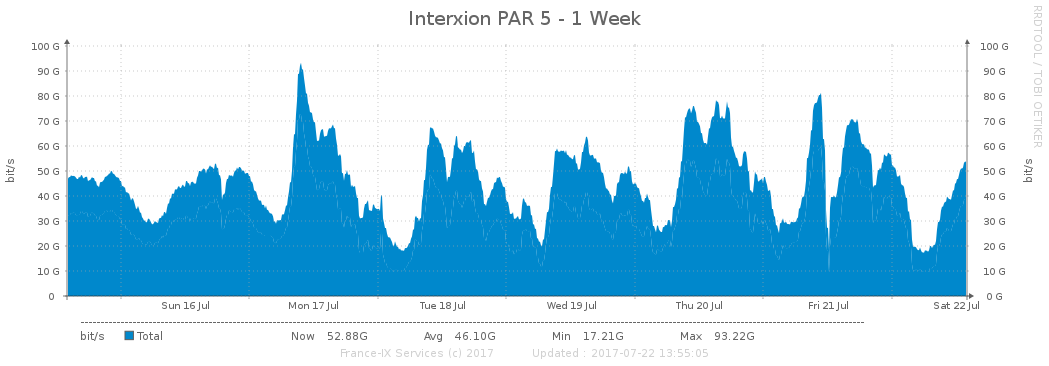 Interxion PAR 5 - 1 Week
RRDTOOL / TOBI OETIKER
bit/s
bit/s
100 G 100 G
90 G 90 G
80 G 80 G
70 G 70 G
60 G 60 G
50 G 50 G
40 G 40 G
30 G 30 G
20 G 20 G
10 G 10 G
0 0 G
Sun 16 Jul Mon 17 Jul Tue 18 Jul Wed 19 Jul Thu 20 Jul Fri 21 Jul Sat 22 Jul
bit/s Total Now 52.88G Avg 46.10G Min 17.21G Max 93.22G
France-IX Services (c) 2017 Updated : 2017-07-22 13:55:05